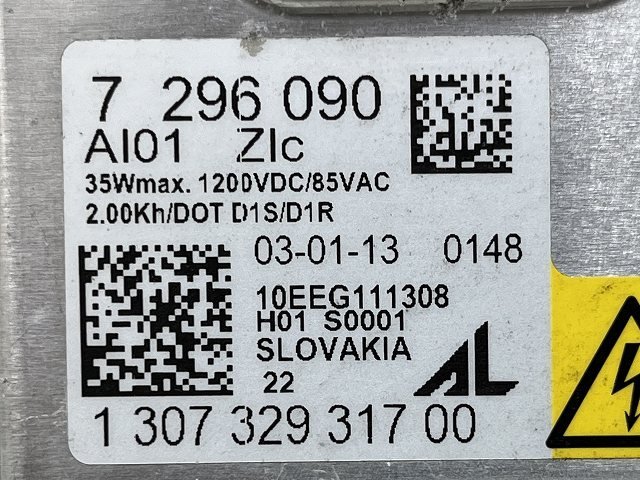 7 296 090
AI01 ZIc
35Wmax. 1200VDC/85VAC
2.00Kh/DOT D1S/D1R
03-01-13 0148
10EEG111308
H01 S0001
SLOVAKIA
22
AL
1 307 329 317 00